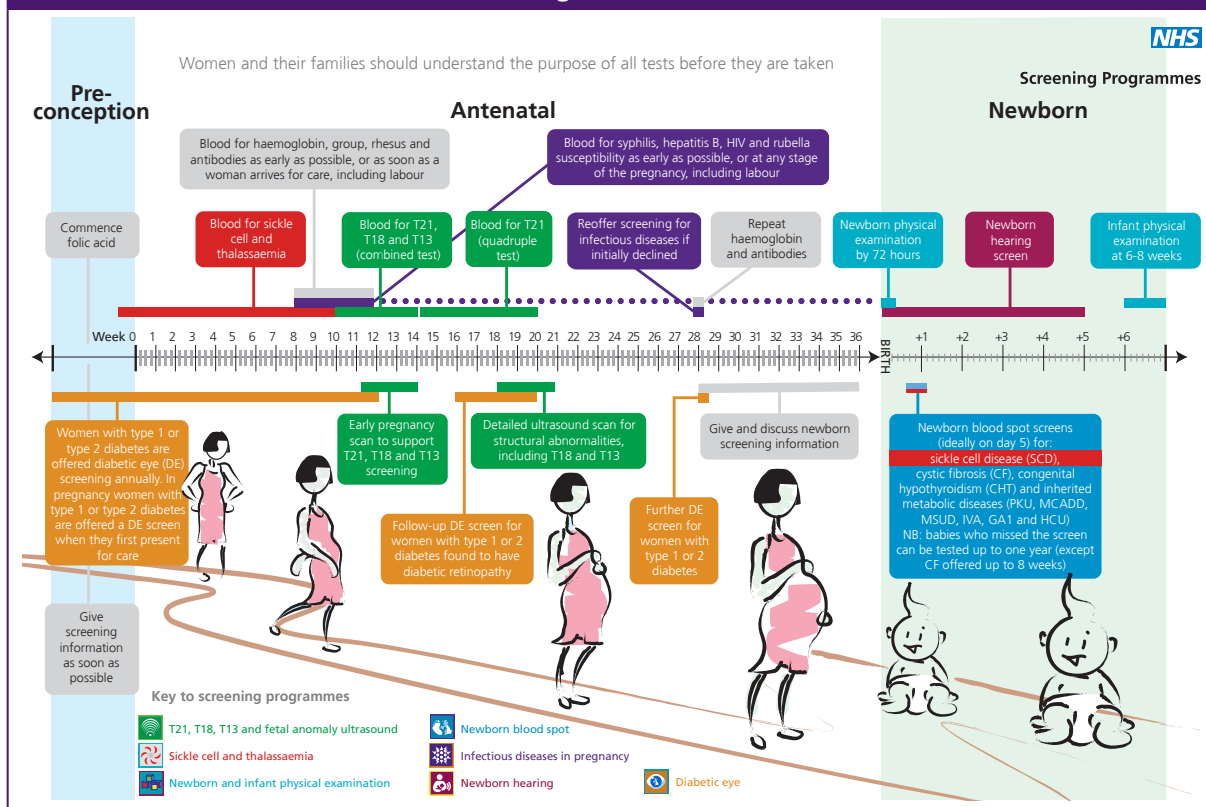 NHS
Women and their families should understand the purpose of all tests before they are taken
Screening Programmes
Pre-
conception
Antenatal
Newborn
Blood for haemoglobin, group, rhesus and
antibodies as early as possible, or as soon as a
woman arrives for care, including labour
Blood for syphilis, hepatitis B, HIV and rubella
susceptibility as early as possible, or at any stage
of the pregnancy, including labour
Commence
folic acid
Blood for sickle
cell and
thalassaemia
Blood for T21,
T18 and T13
(combined test)
Blood for T21
(quadruple
test)
Reoffer screening for
infectious diseases if
initially declined
Repeat
haemoglobin
and antibodies
Newborn physical
examination
by 72 hours
Newborn
hearing
screen
Infant physical
examination
at 6-8 weeks
Week 0 1 2 3 4 5 6 7 8 9 10 11 12 13 14 15 16 17 18 19 20 21 22 23 24 25 26 27 28 29 30 31 32 33 34 35 36
BIRTH
+1 +2 +3 +4 +5 +6
Women with type 1 or
type 2 diabetes are
offered diabetic eye (DE)
screening annually. In
pregnancy women with
type 1 or type 2 diabetes
are offered a DE screen
when they first present
for care
Early pregnancy
scan to support
T21, T18 and T13
screening
Detailed ultrasound scan for
structural abnormalities,
including T18 and T13
Give and discuss newborn
screening information
Newborn blood spot screens
(ideally on day 5) for:
sickle cell disease (SCD),
cystic fibrosis (CF), congenital
hypothyroidism (CHT) and inherited
metabolic diseases (PKU, MCADD,
MSUD, IVA, GA1 and HCU)
NB: babies who missed the screen
can be tested up to one year (except
CF offered up to 8 weeks)
Follow-up DE screen for
women with type 1 or 2
diabetes found to have
diabetic retinopathy
Further DE
screen for
women with
type 1 or 2
diabetes
Give
screening
information
as soon as
possible
Key to screening programmes
T21, T18, T13 and fetal anomaly ultrasound
Newborn blood spot
Sickle cell and thalassaemia
Infectious diseases in pregnancy
Newborn and infant physical examination
Newborn hearing
Diabetic eye